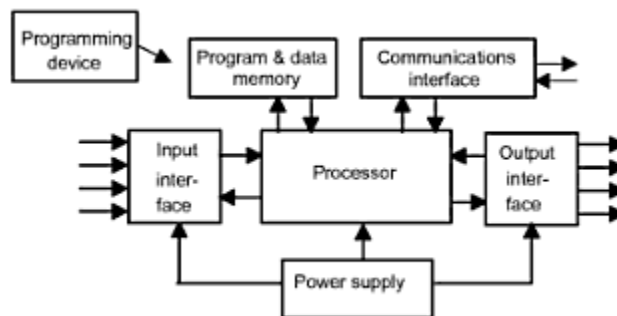 Programming
device
Program & data
memory
Communications
interface
Input
inter-
face
Processor
Output
inter-
face
Power supply